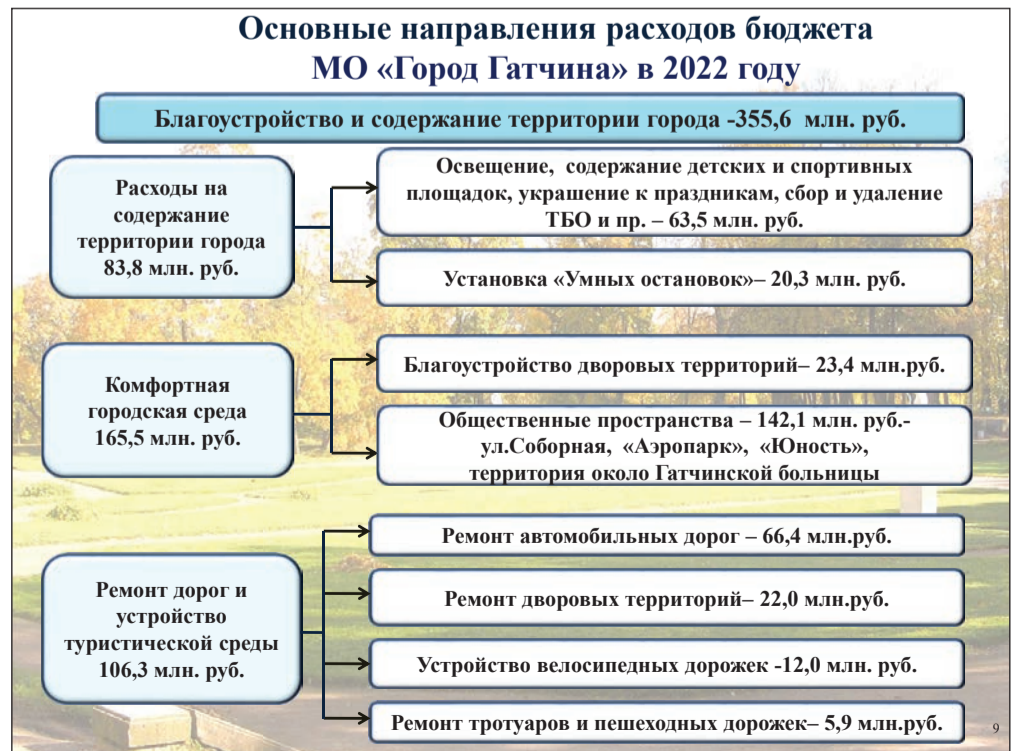 Основные направления расходов бюджета
МО «Город Гатчина» в 2022 году
Благоустройство и содержание территории города -355,6 млн. руб.
Расходы на
содержание
территории города
83,8 млн. руб.
Освещение, содержание детских и спортивных
площадок, украшение к праздникам, сбор и удаление
ТБО и пр. – 63,5 млн. руб.
Установка «Умных остановок»– 20,3 млн. руб.
Комфортная
городская среда
165,5 млн. руб.
Благоустройство дворовых территорий– 23,4 млн.руб.
Общественные пространства – 142,1 млн. руб.-
ул.Соборная, «Аэропарк», «Юность»,
территория около Гатчинской больницы
Ремонт дорог и
устройство
туристической среды
106,3 млн. руб.
Ремонт автомобильных дорог – 66,4 млн.руб.
Ремонт дворовых территорий– 22,0 млн.руб.
Устройство велосипедных дорожек -12,0 млн. руб.
Ремонт тротуаров и пешеходных дорожек– 5,9 млн.руб.
9